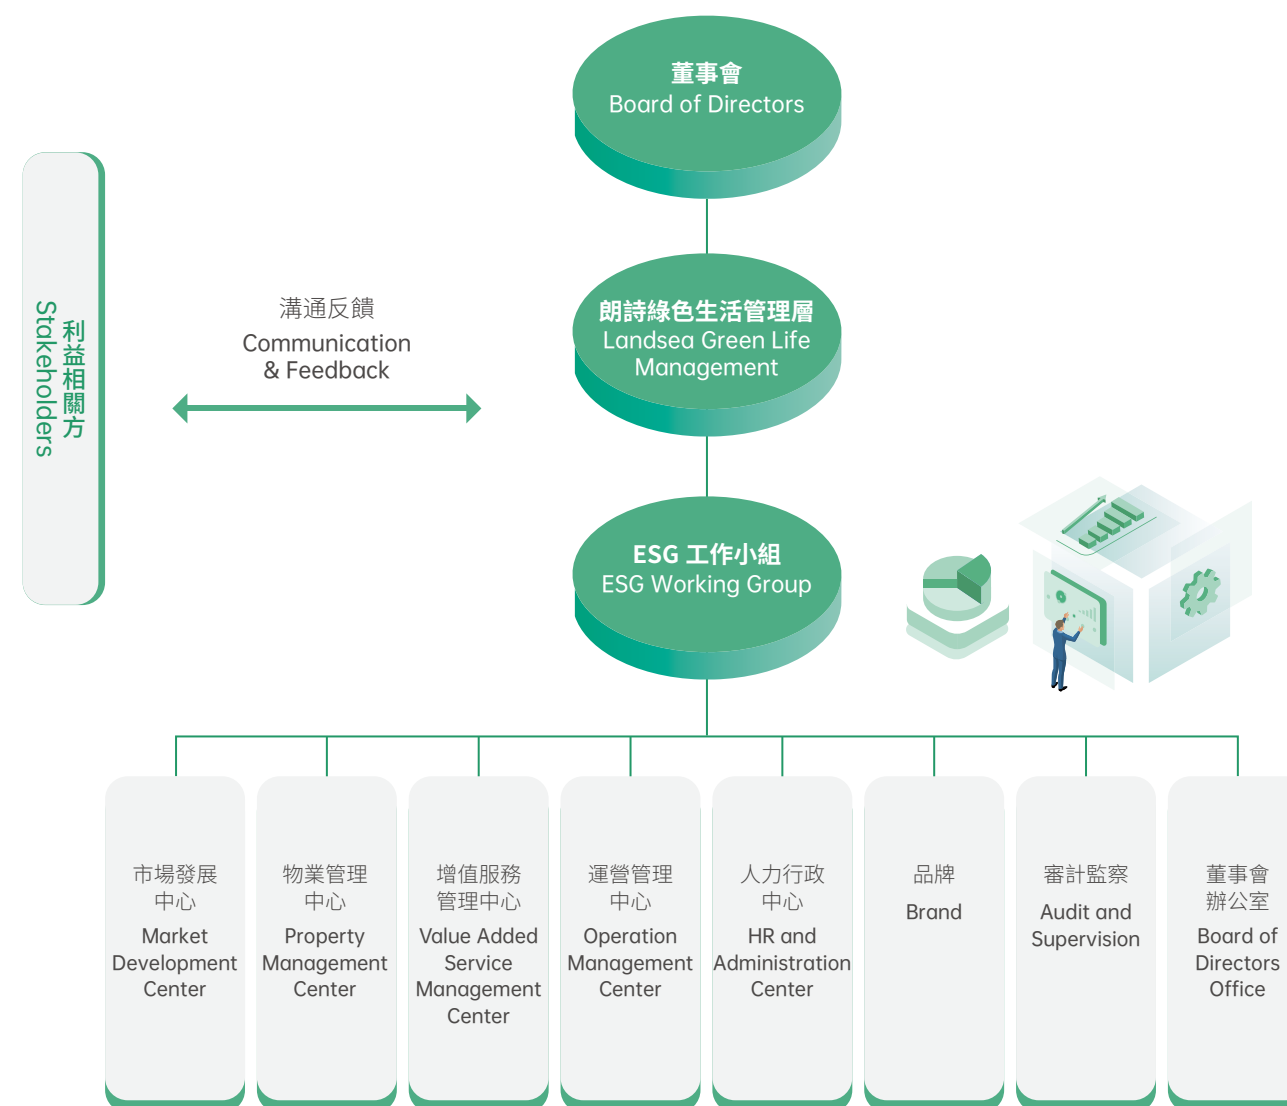 董事會
Board of Directors
利益相關方
Stakeholders
溝通反饋
Communication
& Feedback
朗詩綠色生活管理層
Landsea Green Life
Management
ESG 工作小組
ESG Working Group
市場發展
中心
Market
Development
Center
物業管理
中心
Property
Management
Center
增值服務
管理中心
Value Added
Service
Management
Center
運營管理
中心
Operation
Management
Center
人力行政
中心
HR and
Administration
Center
品牌
Brand
審計監察
Audit and
Supervision
董事會
辦公室
Board of
Directors
Office